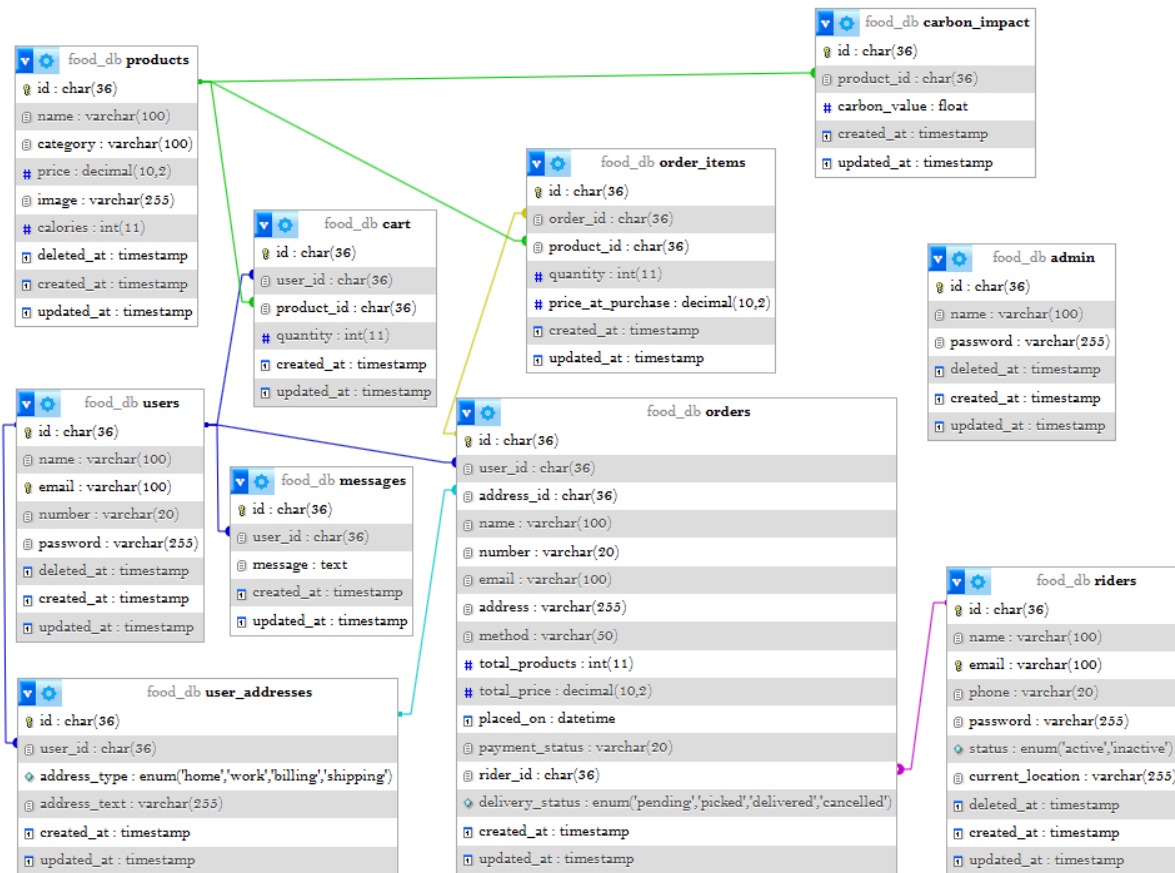 food_db products
id : char(36)
name : varchar(100)
category : varchar(100)
price : decimal(10,2)
image : varchar(255)
calories : int(11)
deleted_at : timestamp
created_at : timestamp
updated_at : timestamp
food_db carbon_impact
id : char(36)
product_id : char(36)
carbon_value : float
created_at : timestamp
updated_at : timestamp
food_db order_items
id : char(36)
order_id : char(36)
product_id : char(36)
quantity : int(11)
price_at_purchase : decimal(10,2)
created_at : timestamp
updated_at : timestamp
food_db cart
id : char(36)
user_id : char(36)
product_id : char(36)
quantity : int(11)
created_at : timestamp
updated_at : timestamp
food_db admin
id : char(36)
name : varchar(100)
password : varchar(255)
deleted_at : timestamp
created_at : timestamp
updated_at : timestamp
food_db users
id : char(36)
name : varchar(100)
email : varchar(100)
number : varchar(20)
password : varchar(255)
deleted_at : timestamp
created_at : timestamp
updated_at : timestamp
food_db messages
id : char(36)
user_id : char(36)
message : text
created_at : timestamp
updated_at : timestamp
food_db orders
id : char(36)
user_id : char(36)
address_id : char(36)
name : varchar(100)
number : varchar(20)
email : varchar(100)
address : varchar(255)
method : varchar(50)
total_products : int(11)
total_price : decimal(10,2)
placed_on : datetime
payment_status : varchar(20)
rider_id : char(36)
delivery_status : enum('pending','picked','delivered','cancelled')
created_at : timestamp
updated_at : timestamp
food_db riders
id : char(36)
name : varchar(100)
email : varchar(100)
phone : varchar(20)
password : varchar(255)
status : enum('active','inactive')
current_location : varchar(255)
deleted_at : timestamp
created_at : timestamp
updated_at : timestamp
food_db user_addresses
id : char(36)
user_id : char(36)
address_type : enum('home','work','billing','shipping')
address_text : varchar(255)
created_at : timestamp
updated_at : timestamp